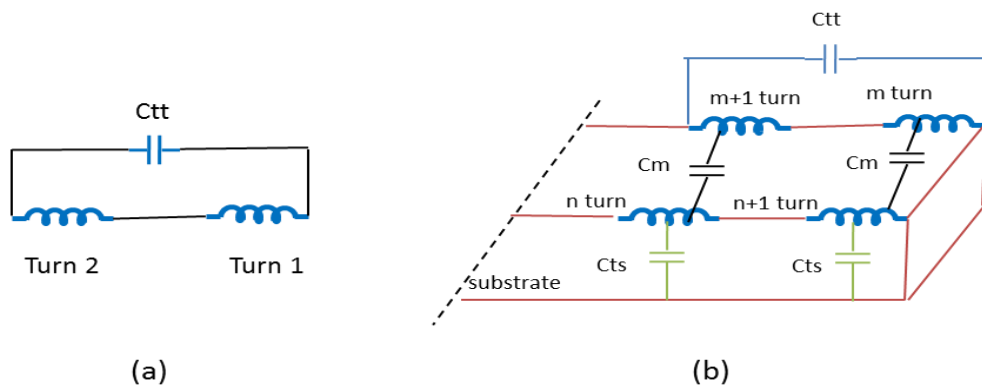 Ctt
Turn 2
Turn 1
(a)
Ctt
m+1 turn
m turn
Cm
Cm
n turn
n+1 turn
Cts
Cts
substrate
(b)